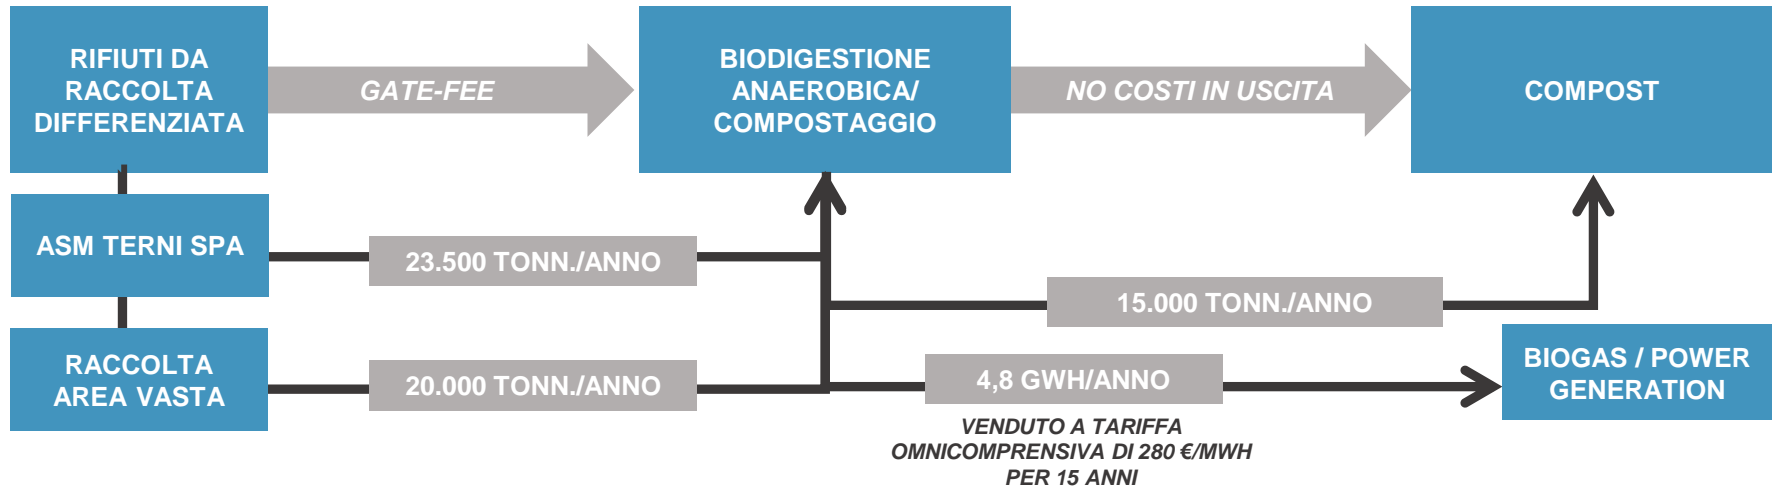 RIFIUTI DA
RACCOLTA
DIFFERENZIATA
GATE-FEE
BIODIGESTIONE
ANAEROBICA/
COMPOSTAGGIO
NO COSTI IN USCITA
COMPOST
ASM TERNI SPA
23.500 TONN./ANNO
15.000 TONN./ANNO
RACCOLTA
AREA VASTA
20.000 TONN./ANNO
4,8 GWH/ANNO
BIOGAS / POWER
GENERATION
VENDUTO A TARIFFA
OMNICOMPRENSIVA DI 280 €/MWH
PER 15 ANNI